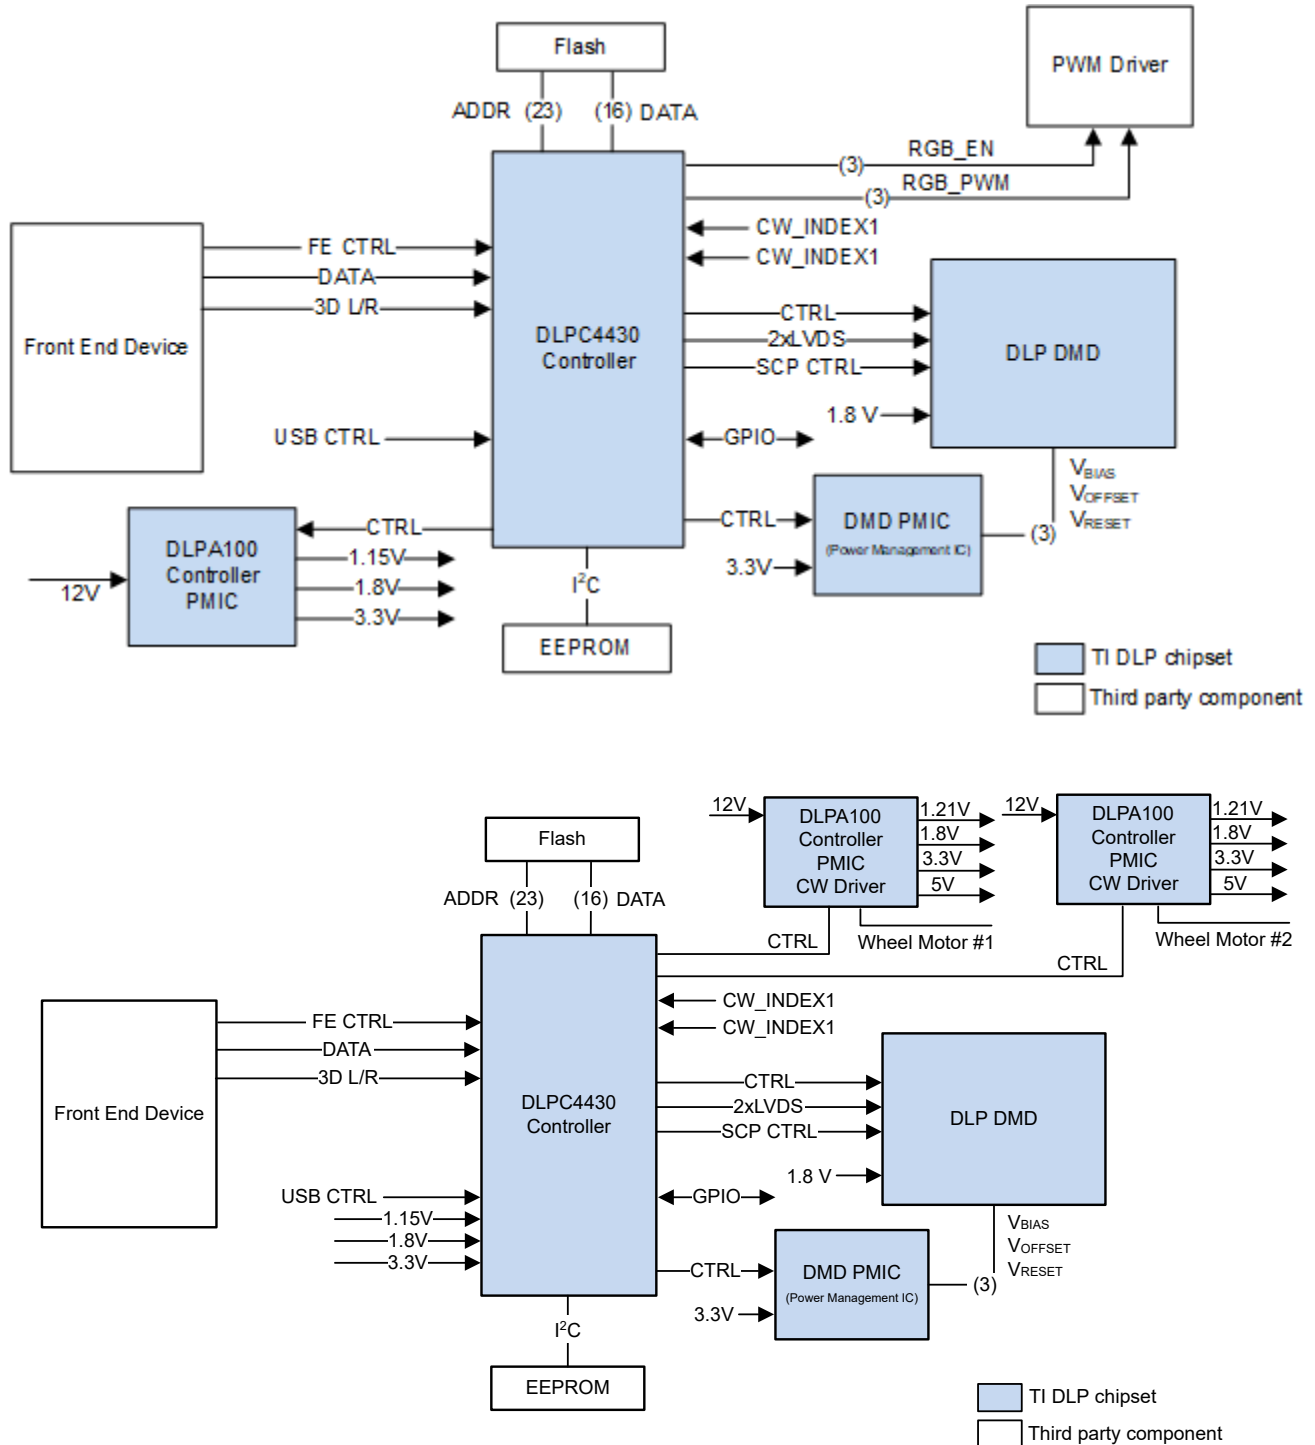 Flash
PWM Driver
ADDR (23) (16) DATA
RGB_EN
(3)
RGB_PWM
(3)
CW_INDEX1
CW_INDEX1
FE CTRL
DATA
3D L/R
Front End Device
DLPC4430
Controller
CTRL
2xLVDS
SCP CTRL
DLP DMD
1.8 V
USB CTRL
GPIO
VBIAS
VOFFSET
VRESET
(3)
CTRL
DMD PMIC
(Power Management IC)
3.3V
CTRL
DLPA100
Controller
PMIC
12V
1.15V
1.8V
3.3V
I²C
EEPROM
TI DLP chipset
Third party component
12V
DLPA100
Controller
PMIC
CW Driver
1.21V
1.8V
3.3V
5V
12V
DLPA100
Controller
PMIC
CW Driver
1.21V
1.8V
3.3V
5V
Flash
ADDR (23) (16) DATA
CTRL
Wheel Motor #1
CTRL
Wheel Motor #2
CW_INDEX1
CW_INDEX1
FE CTRL
DATA
3D L/R
Front End Device
DLPC4430
Controller
CTRL
2xLVDS
SCP CTRL
DLP DMD
1.8 V
USB CTRL
1.15V
1.8V
3.3V
GPIO
VBIAS
VOFFSET
VRESET
(3)
CTRL
DMD PMIC
(Power Management IC)
3.3V
I²C
EEPROM
TI DLP chipset
Third party component